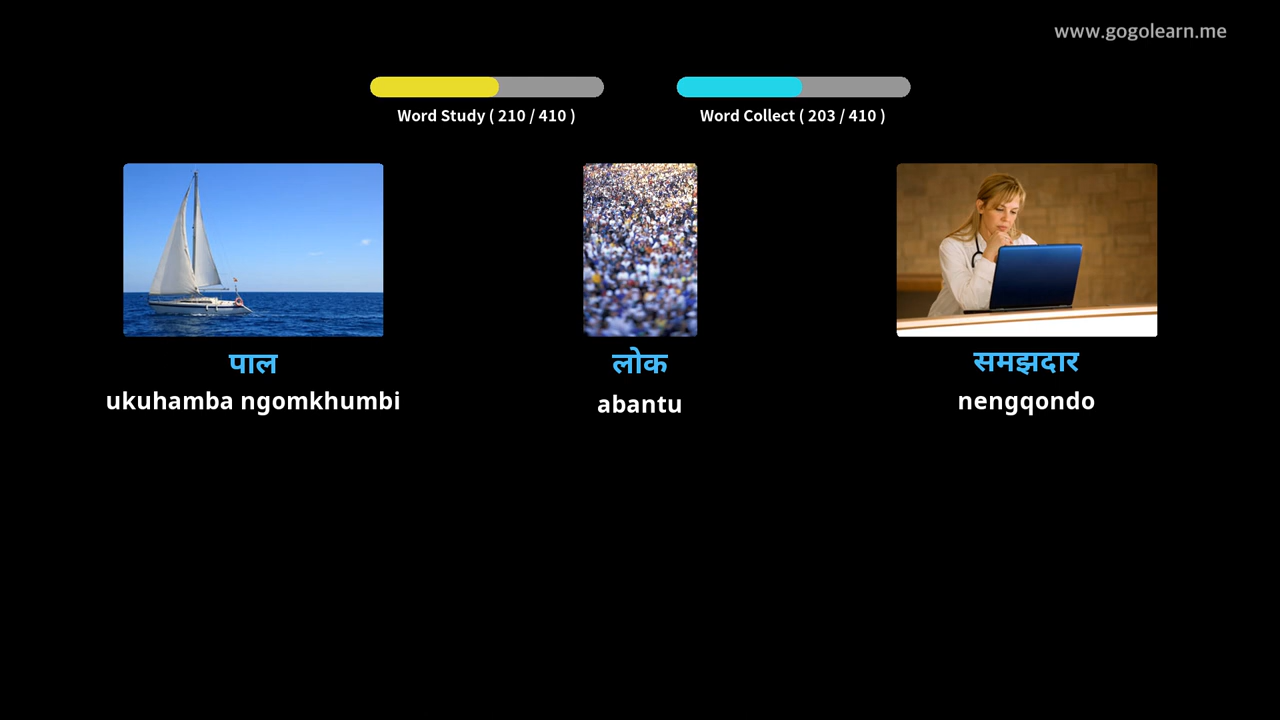 www.gogolearn.me
Word Study ( 210 / 410 )
Word Collect ( 203 / 410 )
पाल
ukuhamba ngomkhumbi
लोक
abantu
समझदार
nengqondo